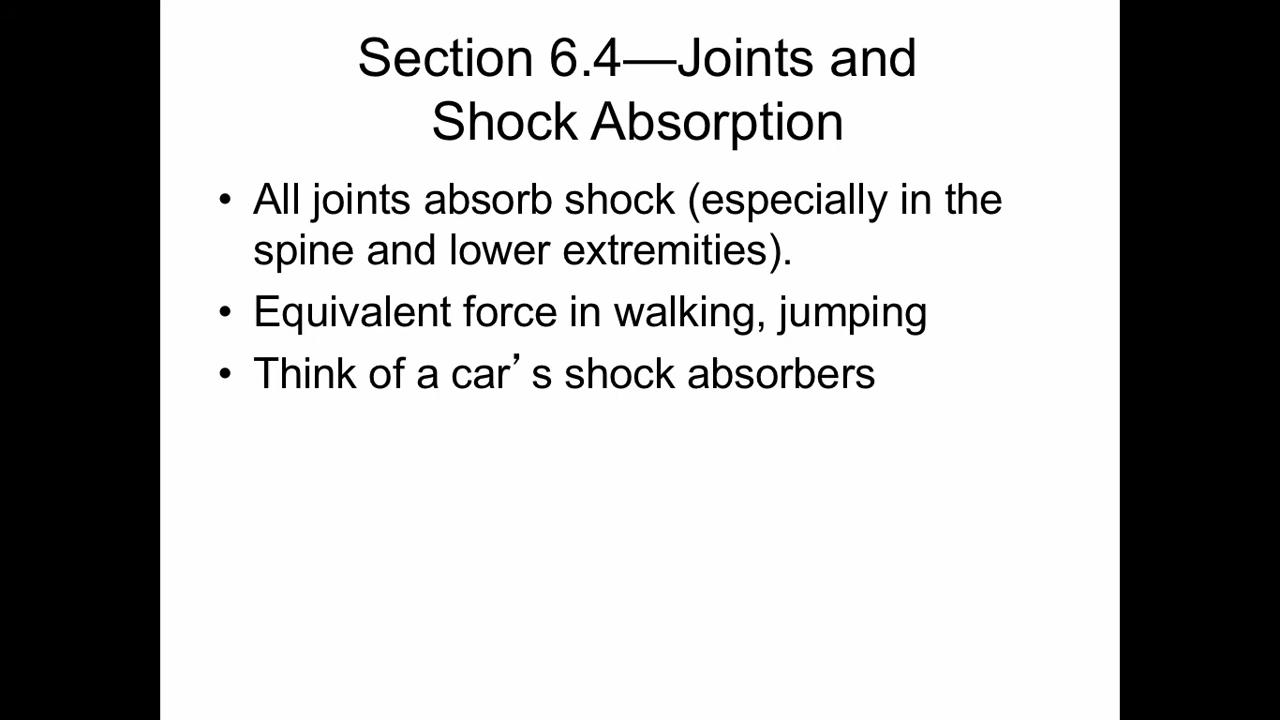 Section 6.4—Joints and
Shock Absorption
• All joints absorb shock (especially in the
spine and lower extremities).
• Equivalent force in walking, jumping
• Think of a car’ s shock absorbers